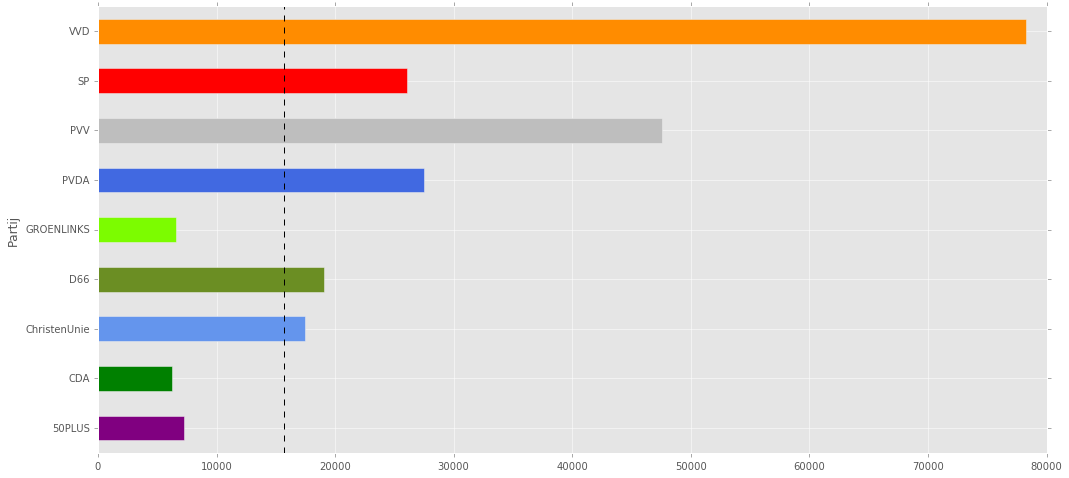 VVD
SP
PVV
PVDA
GROENLINKS
D66
ChristenUnie
CDA
50PLUS
Partij
0 10000 20000 30000 40000 50000 60000 70000 80000